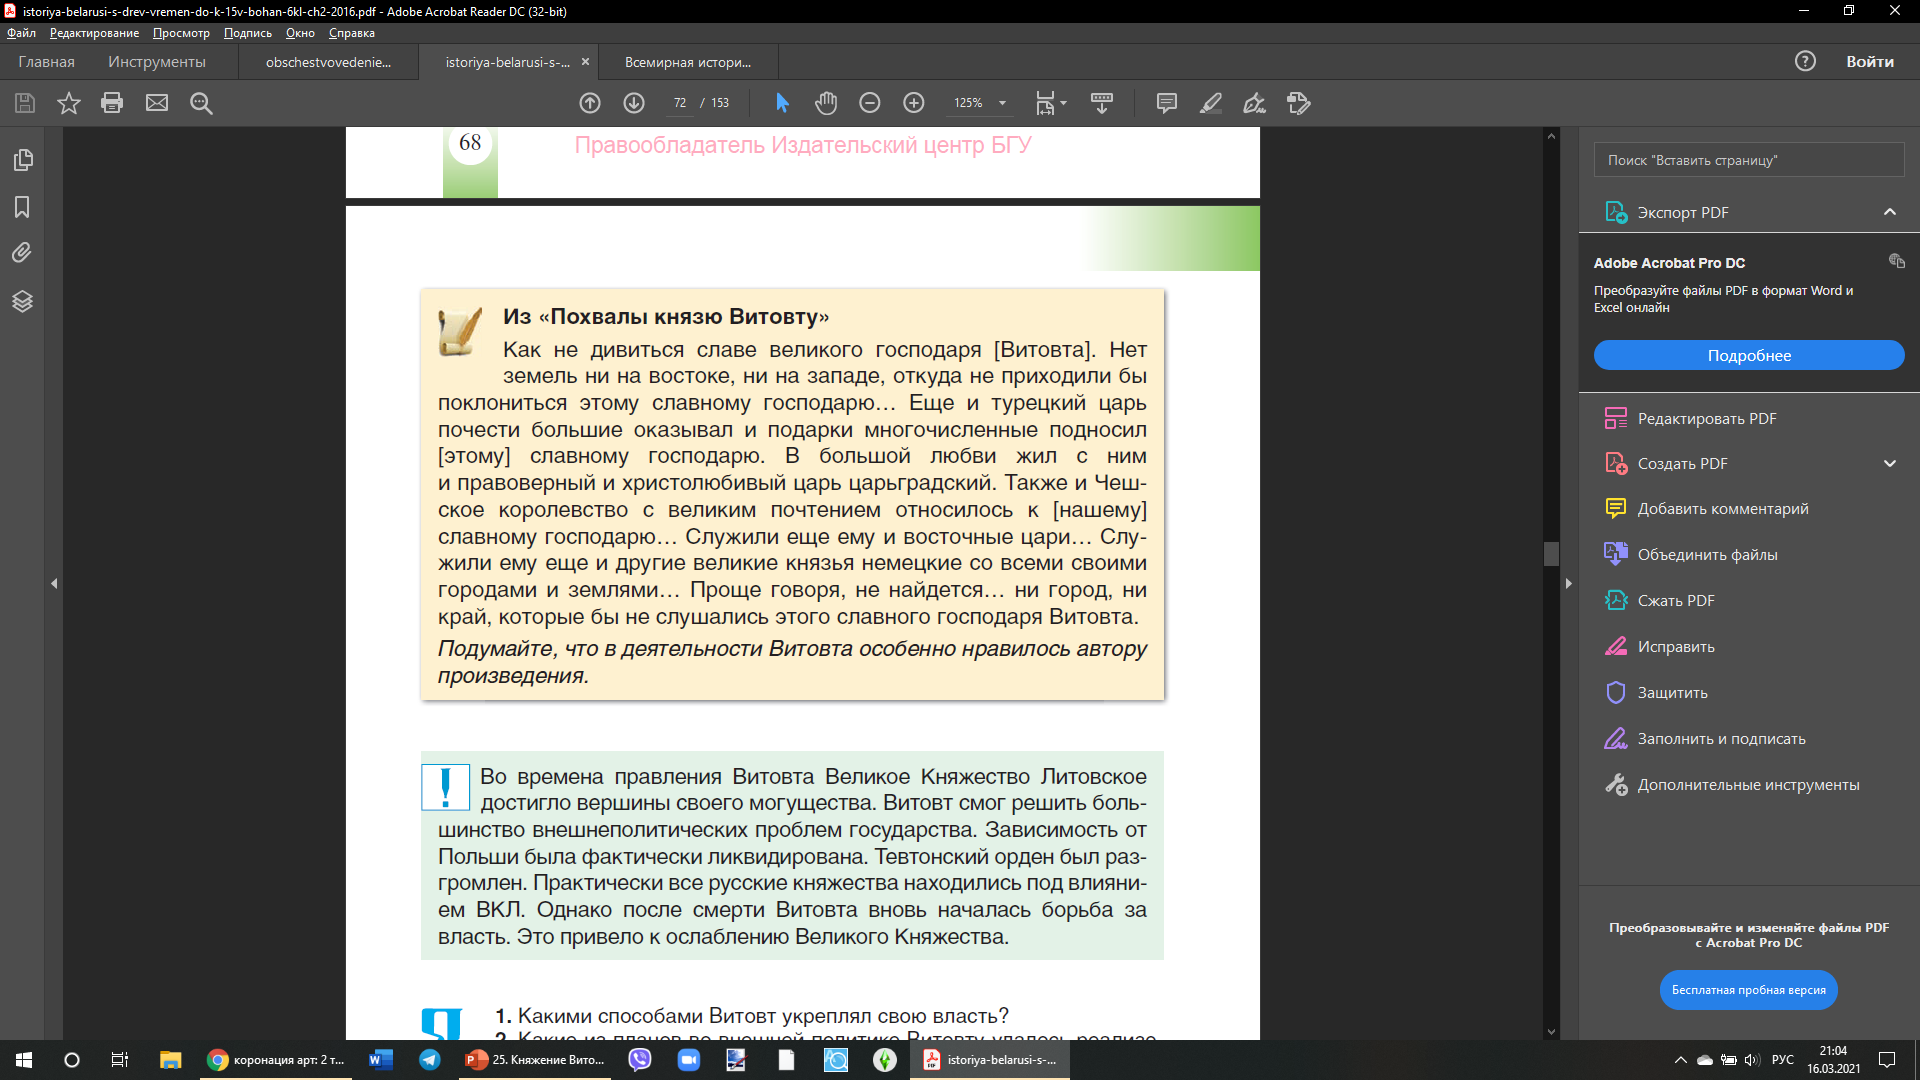 istoriya-belarusi-s-drev-vremen-do-k-15v-bohan-6kl-ch2-2016.pdf - Adobe Acrobat Reader DC (32-bit)
Файл Редактирование Просмотр Подпись Окно Справка
Главная Инструменты obschestvovedenie... istoriya-belarusi-s-... × Всемирная истори... Войти
72 / 153 125%
68 Правообладатель Издательский центр БГУ
Из «Похвалы князю Витовту»
Как не дивиться славе великого господаря [Витовта]. Нет
земель ни на востоке, ни на западе, откуда не приходили бы
поклониться этому славному господарю… Еще и турецкий царь
почести большие оказывал и подарки многочисленные подносил
[этому] славному господарю. В большой любви жил с ним
и правоверный и христолюбивый царь царьградский. Также и Чеш-
ское королевство с великим почтением относилось к [нашему]
славному господарю… Служили еще ему и восточные цари… Слу-
жили ему еще и другие великие князья немецкие со всеми своими
городами и землями… Проще говоря, не найдется… ни город, ни
край, которые бы не слушались этого славного господаря Витовта.
Подумайте, что в деятельности Витовта особенно нравилось автору
произведения.
! Во времена правления Витовта Великое Княжество Литовское
достигло вершины своего могущества. Витовт смог решить боль-
шинство внешнеполитических проблем государства. Зависимость от
Польши была фактически ликвидирована. Тевтонский орден был раз-
громлен. Практически все русские княжества находились под влияни-
ем ВКЛ. Однако после смерти Витовта вновь началась борьба за
власть. Это привело к ослаблению Великого Княжества.
1. Какими способами Витовт укреплял свою власть?
2. Какие из планов во внешней политике Витовту удалось реализо-
Поиск "Вставить страницу"
Экспорт PDF
Adobe Acrobat Pro DC
Преобразуйте файлы PDF в формат Word и
Excel онлайн
Подробнее
Редактировать PDF
Создать PDF
Добавить комментарий
Объединить файлы
Сжать PDF
Исправить
Защитить
Заполнить и подписать
Дополнительные инструменты
Преобразовывайте и изменяйте файлы PDF
с Acrobat Pro DC
Бесплатная пробная версия
коронация арт: 2 т... 25. Княжение Вито... istoriya-belarusi-s-... РУС
21:04
16.03.2021